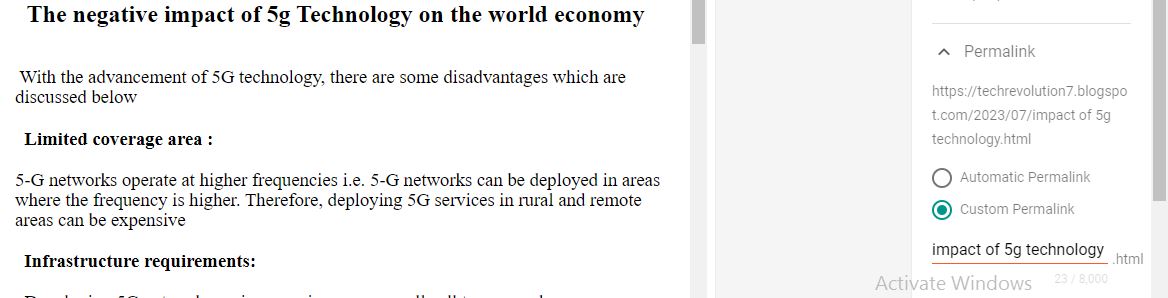 The negative impact of 5g Technology on the world economy
With the advancement of 5G technology, there are some disadvantages which are
discussed below
Limited coverage area :
5-G networks operate at higher frequencies i.e. 5-G networks can be deployed in areas
where the frequency is higher. Therefore, deploying 5G services in rural and remote
areas can be expensive
Infrastructure requirements:
Permalink
https://techrevolution7.blogspo
t.com/2023/07/impact of 5g
technology.html
Automatic Permalink
Custom Permalink
impact of 5g technology .html
23 / 8,000
Activate Windows